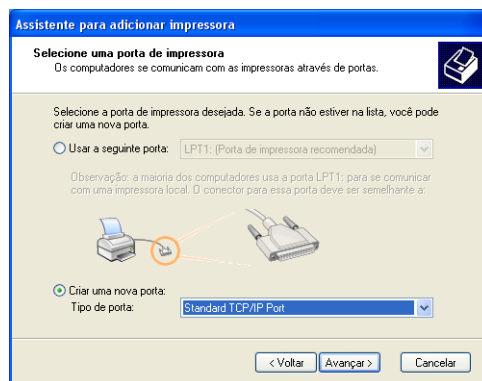 Assistente para adicionar impressora
Selecione uma porta de impressora
Os computadores se comunicam com as impressoras através de portas.
Selecione a porta de impressora desejada. Se a porta não estiver na lista, você pode
criar uma nova porta.
Usar a seguinte porta: LPT1: (Porta de impressora recomendada)
Observação: a maioria dos computadores usa a porta LPT1: para se comunicar
com uma impressora local. O conector para essa porta deve ser semelhante a:
Criar uma nova porta:
Tipo de porta: Standard TCP/IP Port
< Voltar Avançar > Cancelar